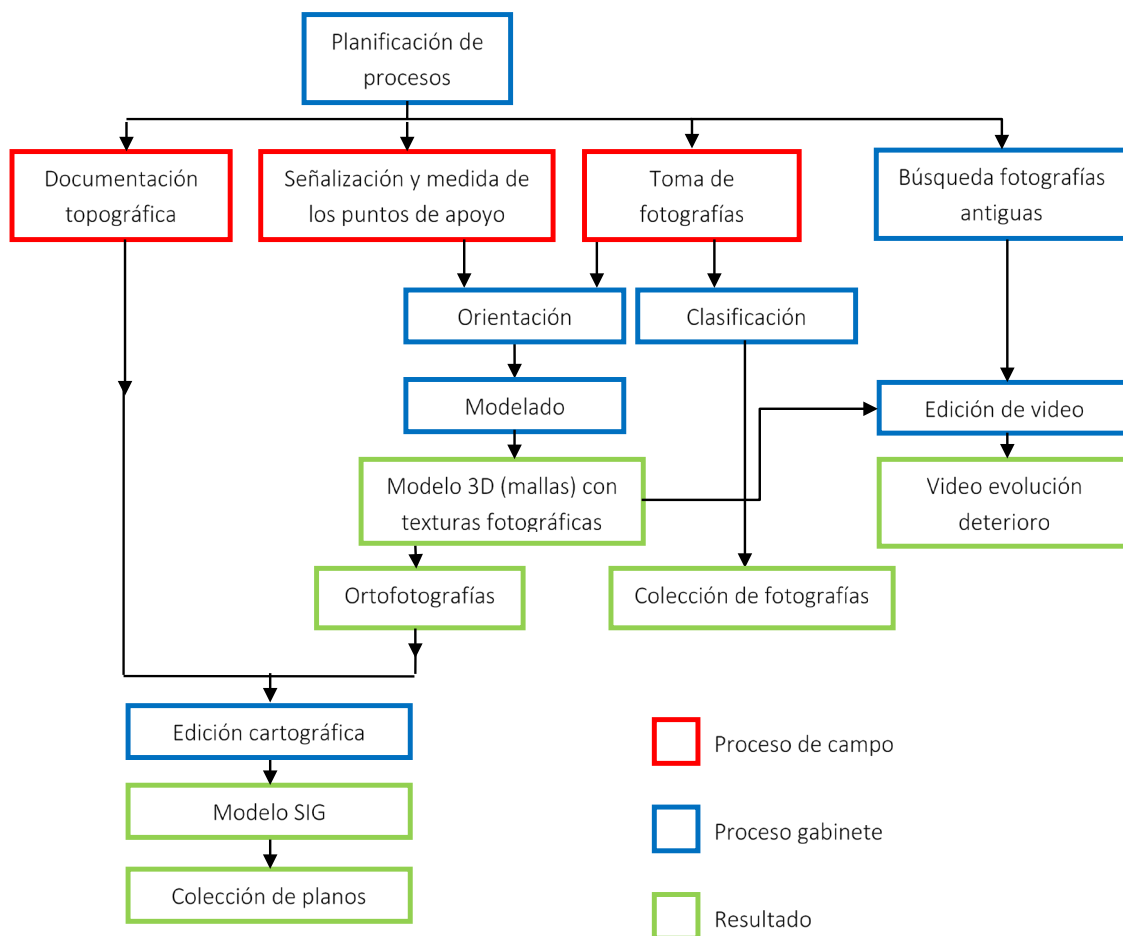 Planificación de
procesos
Documentación
topográfica
Señalización y medida de
los puntos de apoyo
Toma de
fotografías
Búsqueda fotografías
antiguas
Orientación
Clasificación
Modelado
Edición de video
Modelo 3D (mallas) con
texturas fotográficas
Video evolución
deterioro
Ortofotografías
Colección de fotografías
Edición cartográfica
Modelo SIG
Colección de planos
Proceso de campo
Proceso gabinete
Resultado